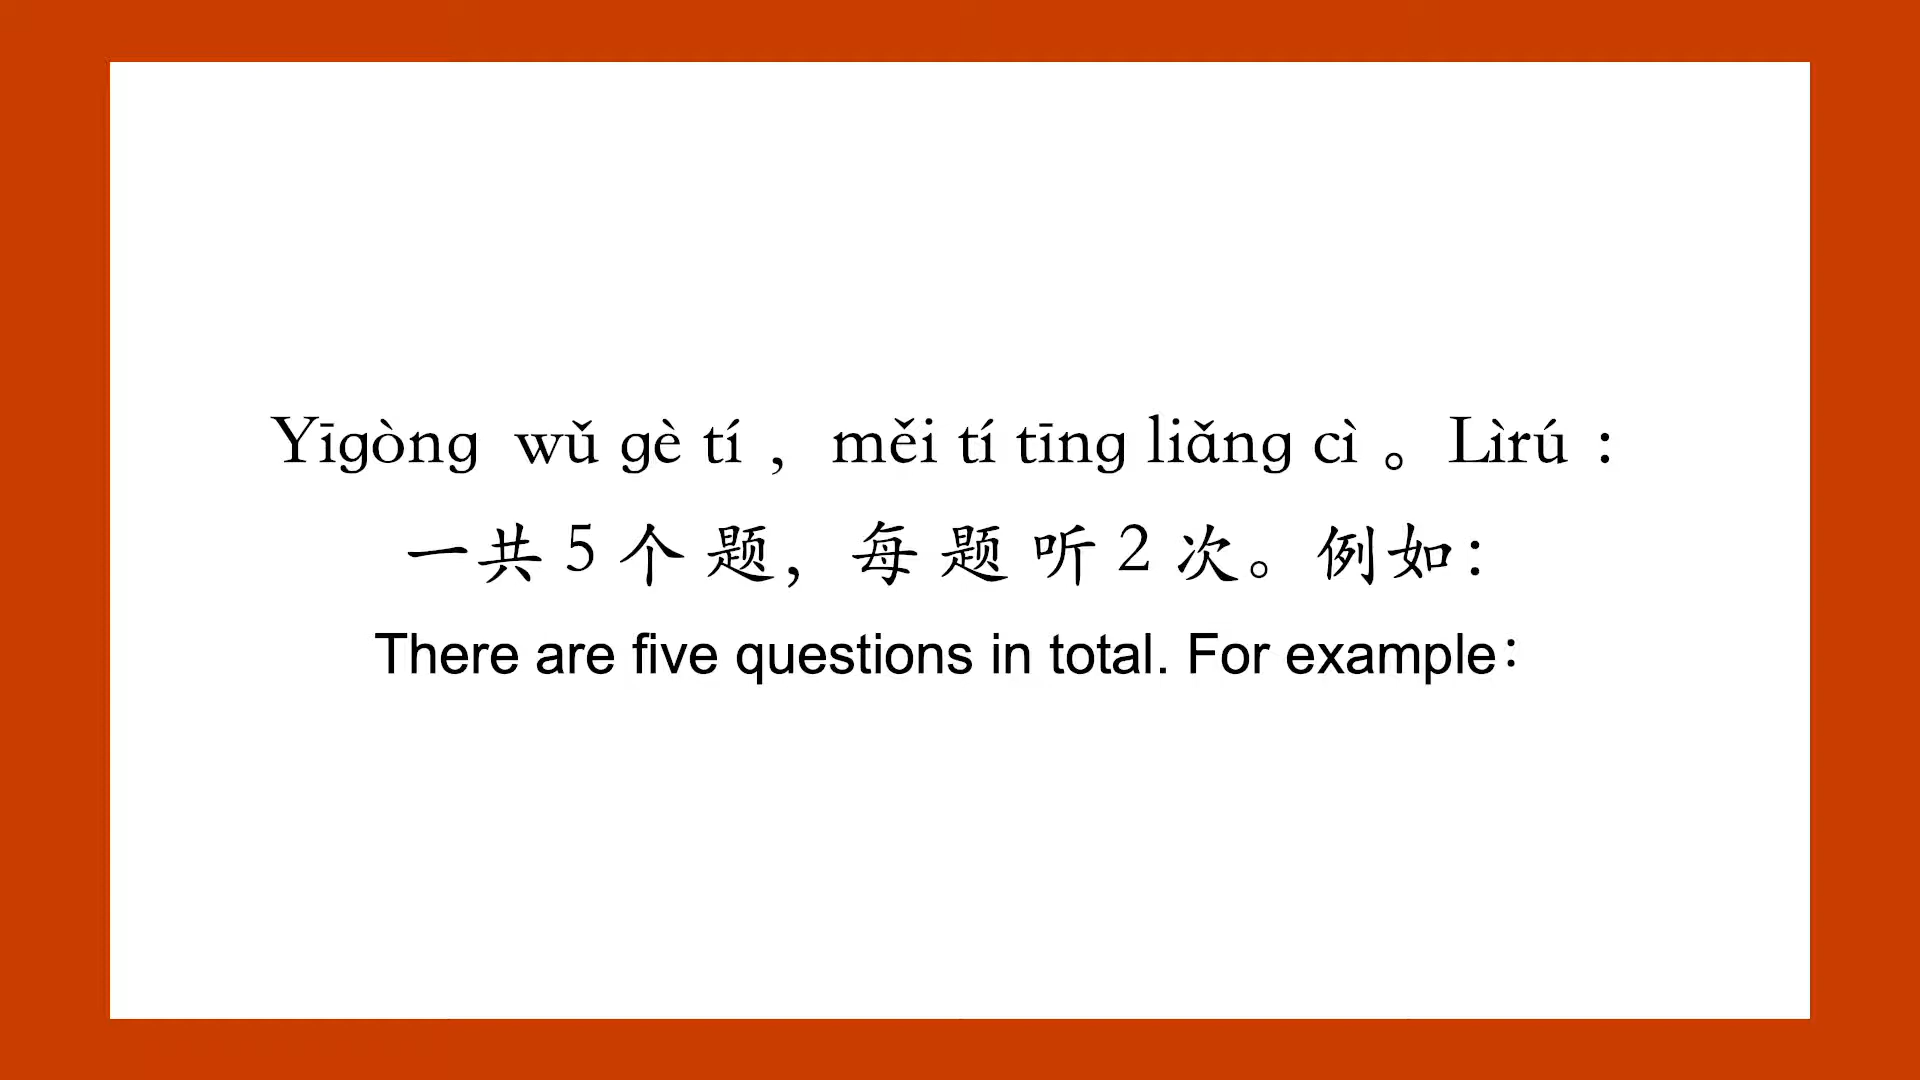 Yīgòng wǔ gè tí ， měi tí tīng liǎng cì 。Lìrú ：
一共 5 个 题， 每 题 听 2 次。例如：
There are five questions in total. For example：